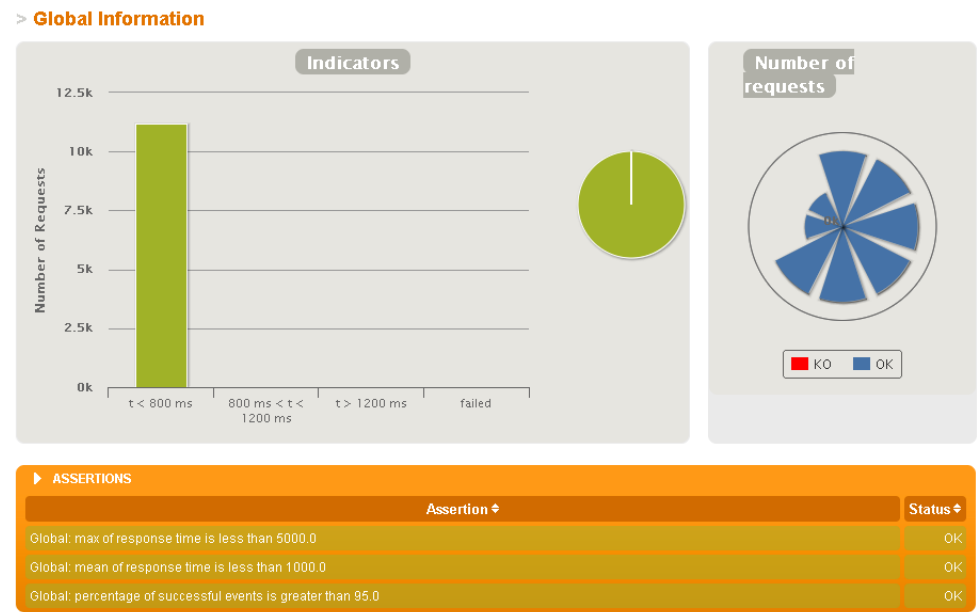 > Global Information
Indicators
12.5k
10k
7.5k
5k
2.5k
0k
Number of Requests
t < 800 ms
800 ms < t <
1200 ms
t > 1200 ms
failed
Number of
requests
KO
OK
ASSERTIONS
Assertion
Status
Global: max of response time is less than 5000.0
OK
Global: mean of response time is less than 1000.0
OK
Global: percentage of successful events is greater than 95.0
OK